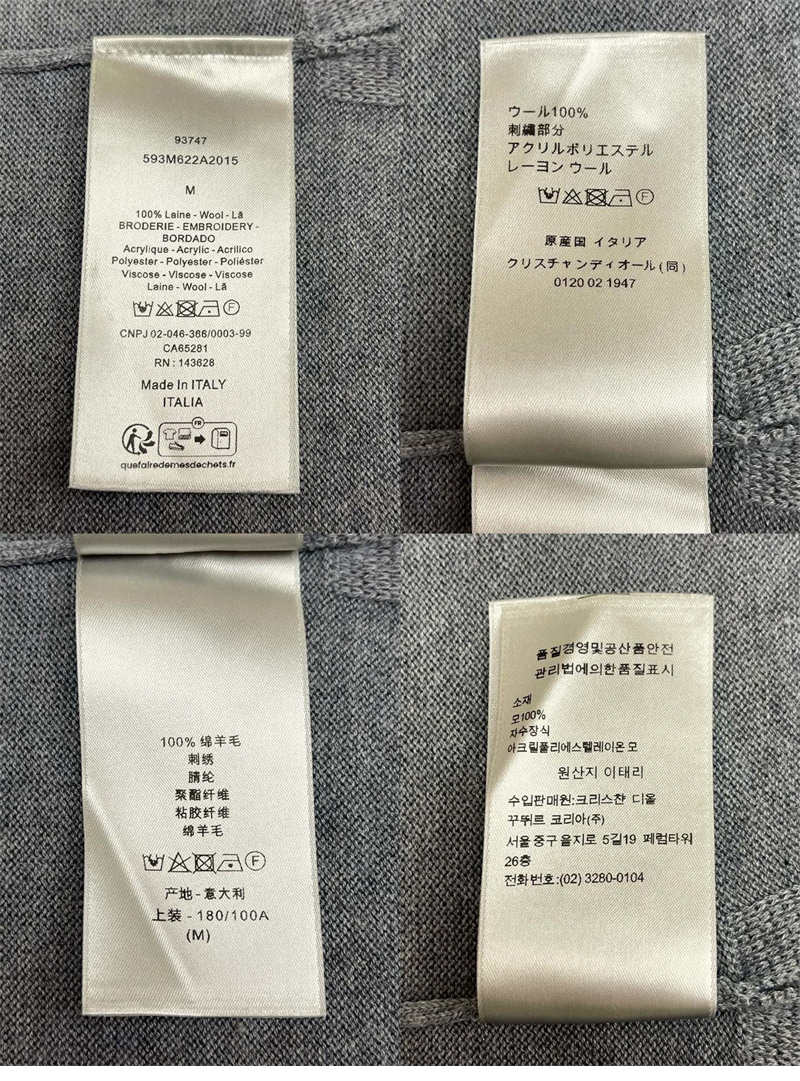 93747
593M622A2015
M
100% Laine - Wool - Lã
BRODERIE - EMBROIDERY -
BORDADO
Acrylique - Acrylic - Acrilico
Polyester - Polyester - Poliéster
Viscose - Viscose - Viscose
Laine - Wool - Lã
F
CNPJ 02-046-366/0003-99
CA65281
RN : 143628
Made In ITALY
ITALIA
FR
quefairedemesdechets.fr
ウール100%
刺繍部分
アクリルポリエステル
レーヨン ウール
F
原産国 イタリア
クリスチャンディオール(同)
0120 02 1947
100% 绵羊毛
刺绣
腈纶
聚酯纤维
粘胶纤维
绵羊毛
F
产地 - 意大利
上装 - 180/100A
(M)
품질경영및공산품안전
관리법에의한품질표시
소재
모100%
자수장식
아크릴폴리에스텔레이온모
원산지 이태리
수입판매원:크리스챤 디올
꾸뛰르 코리아(주)
서울 중구 을지로 5길19 페럼타워
26층
전화번호:(02) 3280-0104